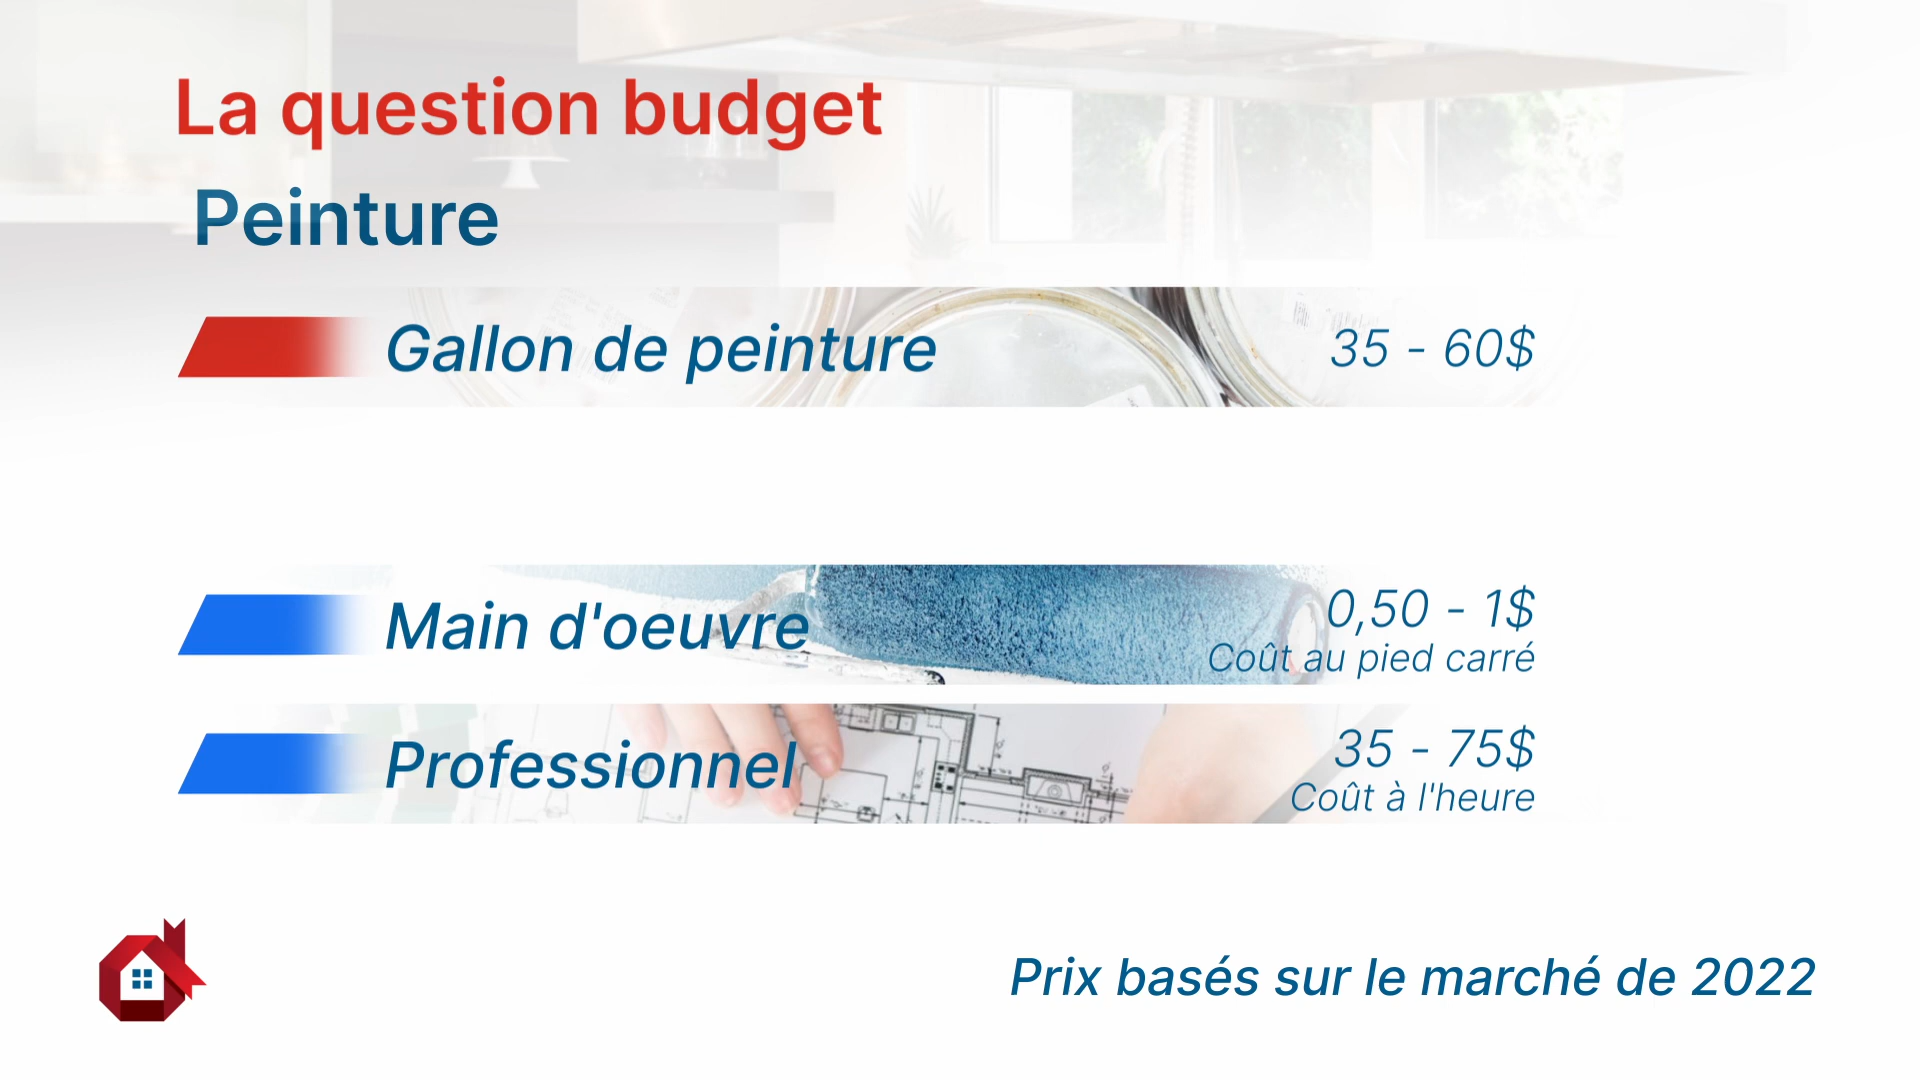 La question budget
Peinture
Gallon de peinture
35 - 60$
Main d'oeuvre
0,50 - 1$
Coût au pied carré
Professionnel
35 - 75$
Coût à l'heure
Prix basés sur le marché de 2022